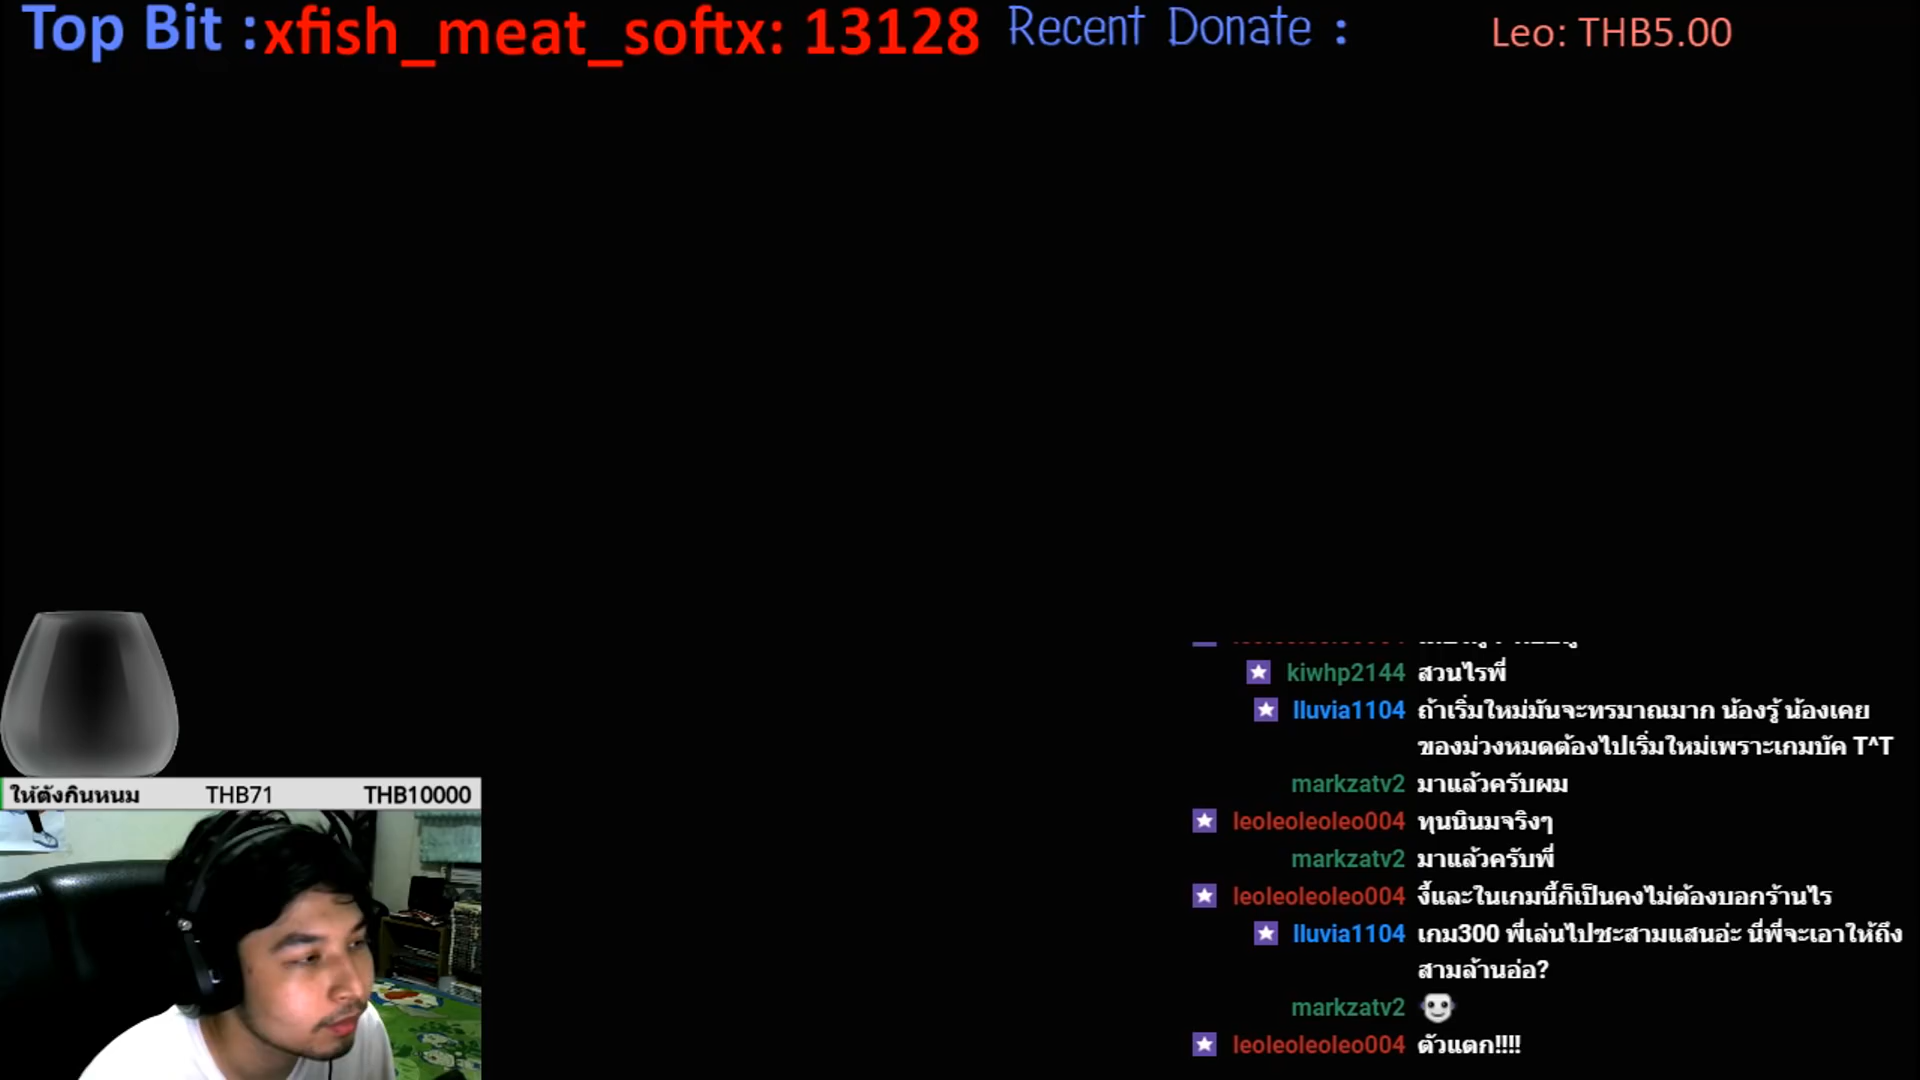 Top Bit :xfish_meat_softx: 13128 Recent Donate : Leo: THB5.00
kiwhp2144 สวนไรพี่
lluvia1104 ถ้าเริ่มใหม่มันจะทรมาณมาก น้องรู้ น้องเคย
ของม่วงหมดต้องไปเริ่มใหม่เพราะเกมบัค T^T
markzatv2 มาแล้วครับผม
leoleoleoleo004 ทุนนินมจริงๆ
markzatv2 มาแล้วครับพี่
leoleoleoleo004 งี้และในเกมนี้ก็เป็นคงไม่ต้องบอกร้านไร
lluvia1104 เกม300 พี่เล่นไปซะสามแสนอ่ะ นี่พี่จะเอาให้ถึง
สามล้านอ่อ?
markzatv2
leoleoleoleo004 ตัวแตก!!!!
ให้ตังกินหนม THB71 THB10000